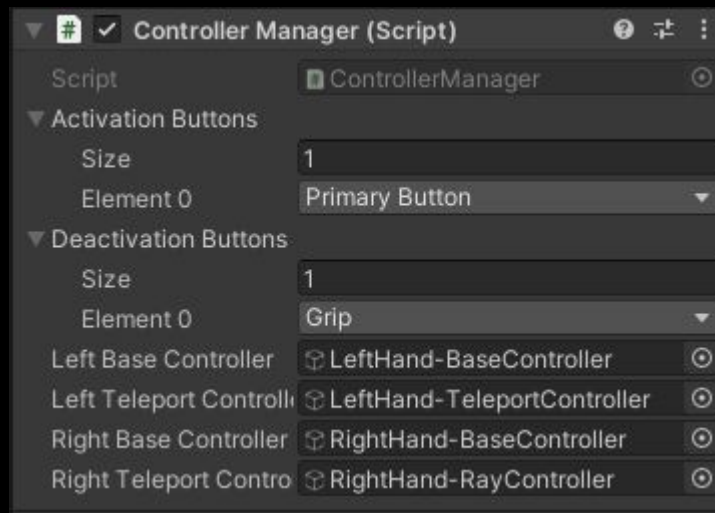 Controller Manager (Script)
Script ControllerManager
Activation Buttons
Size 1
Element 0 Primary Button
Deactivation Buttons
Size 1
Element 0 Grip
Left Base Controller LeftHand-BaseController
Left Teleport Controll LeftHand-TeleportController
Right Base Controller RightHand-BaseController
Right Teleport Contro RightHand-RayController